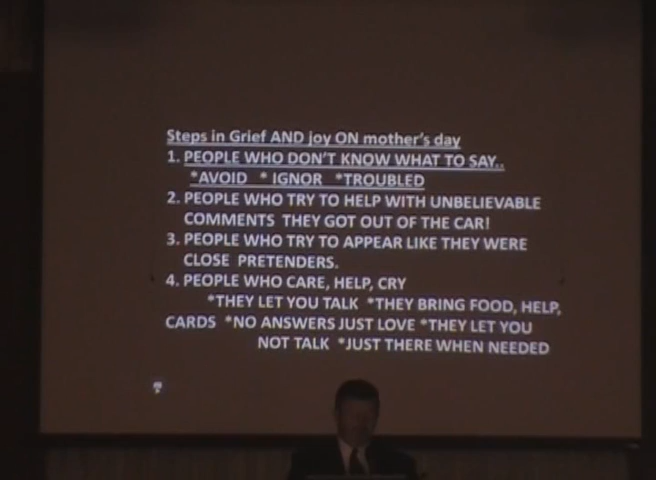 Steps in Grief AND joy ON mother's day
1. PEOPLE WHO DON'T KNOW WHAT TO SAY..
*AVOID * IGNOR *TROUBLED
2. PEOPLE WHO TRY TO HELP WITH UNBELIEVABLE
COMMENTS THEY GOT OUT OF THE CAR!
3. PEOPLE WHO TRY TO APPEAR LIKE THEY WERE
CLOSE PRETENDERS.
4. PEOPLE WHO CARE, HELP, CRY
*THEY LET YOU TALK *THEY BRING FOOD, HELP,
CARDS *NO ANSWERS JUST LOVE *THEY LET YOU
NOT TALK *JUST THERE WHEN NEEDED